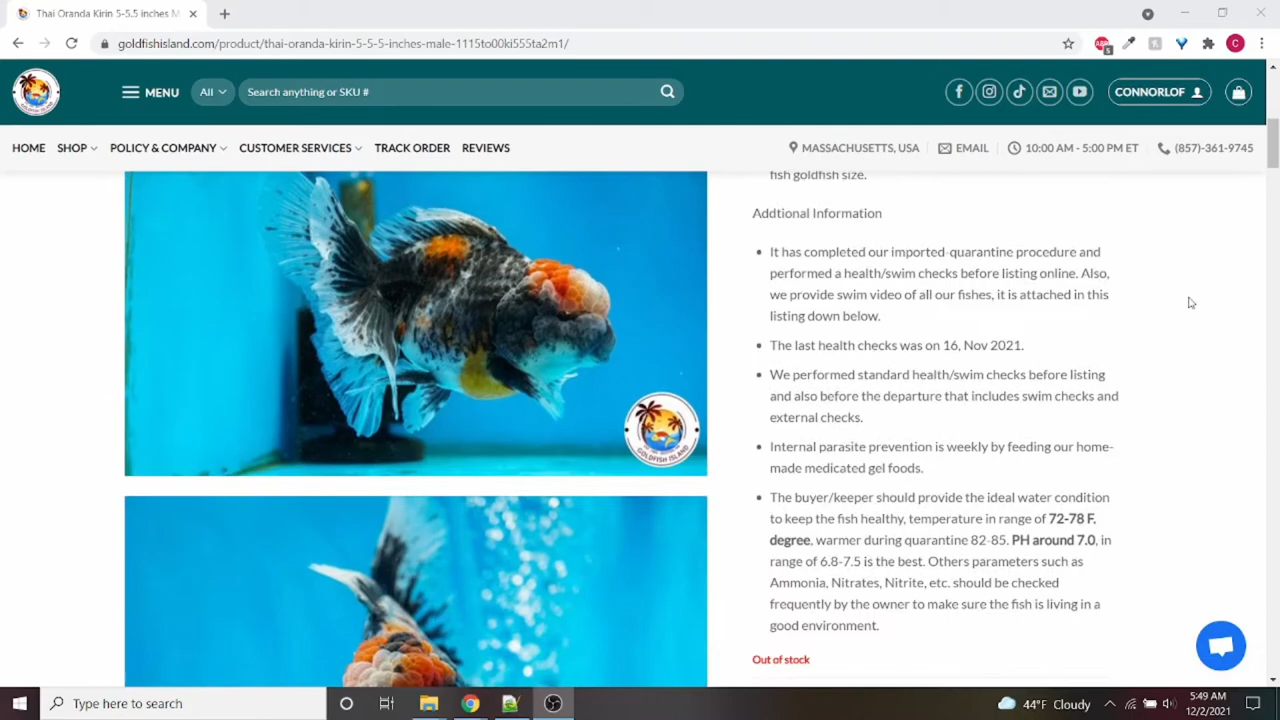 Thai Oranda Kirin 5-5.5 inches M
goldfishisland.com/product/thai-oranda-kirin-5-5-5-inches-male-1115to00ki555ta2m1/
5
C
GOLDFISH ISLAND
MENU
All
Search anything or SKU #
CONNORLOF
HOME
SHOP
POLICY & COMPANY
CUSTOMER SERVICES
TRACK ORDER
REVIEWS
MASSACHUSETTS, USA
EMAIL
10:00 AM - 5:00 PM ET
(857)-361-9745
fish goldfish size.
Addtional Information
It has completed our imported-quarantine procedure and
performed a health/swim checks before listing online. Also,
we provide swim video of all our fishes, it is attached in this
listing down below.
The last health checks was on 16, Nov 2021.
We performed standard health/swim checks before listing
and also before the departure that includes swim checks and
external checks.
Internal parasite prevention is weekly by feeding our home-
made medicated gel foods.
The buyer/keeper should provide the ideal water condition
to keep the fish healthy, temperature in range of 72-78 F.
degree, warmer during quarantine 82-85. PH around 7.0, in
range of 6.8-7.5 is the best. Others parameters such as
Ammonia, Nitrates, Nitrite, etc. should be checked
frequently by the owner to make sure the fish is living in a
good environment.
Out of stock
GOLDFISH ISLAND
Type here to search
44°F Cloudy
5:49 AM
12/2/2021